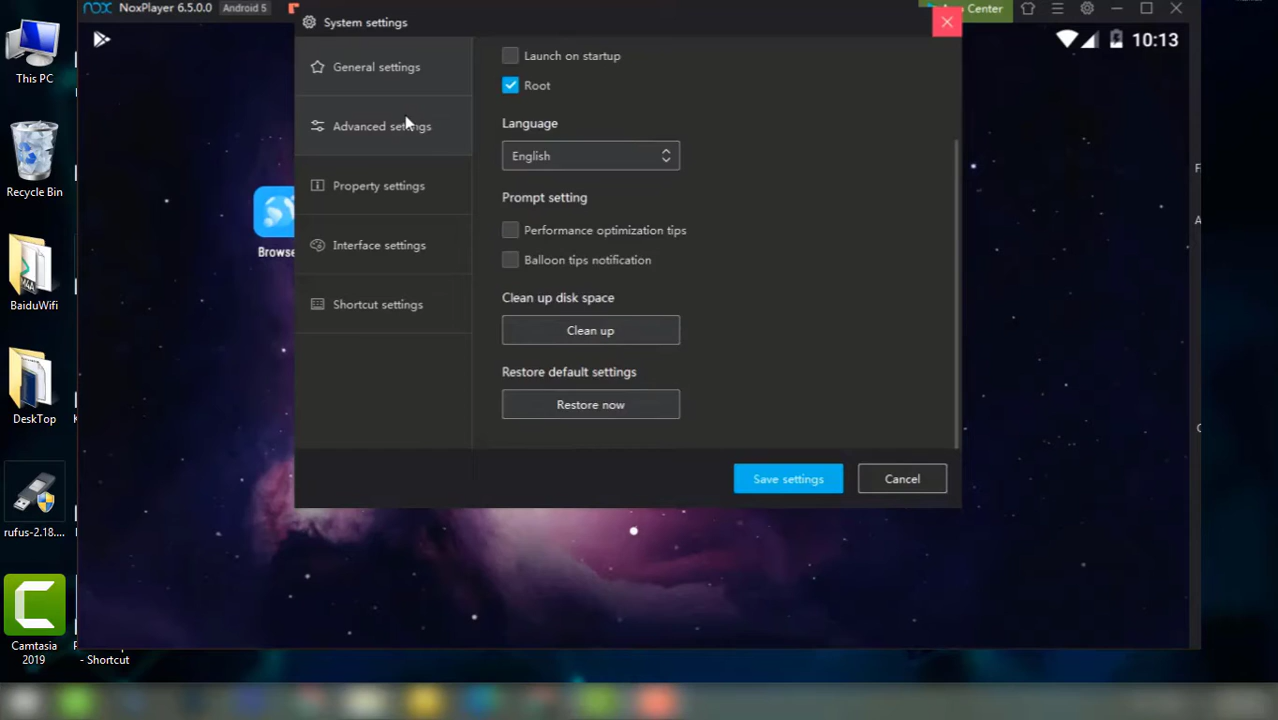 nox NoxPlayer 6.5.0.0 Android 5
Center
System settings
10:13
This PC
Recycle Bin
BaiduWifi
DeskTop
rufus-2.18....
Camtasia
2019
- Shortcut
Browse
General settings
Advanced settings
Property settings
Interface settings
Shortcut settings
Launch on startup
Root
Language
English
Prompt setting
Performance optimization tips
Balloon tips notification
Clean up disk space
Clean up
Restore default settings
Restore now
Save settings
Cancel